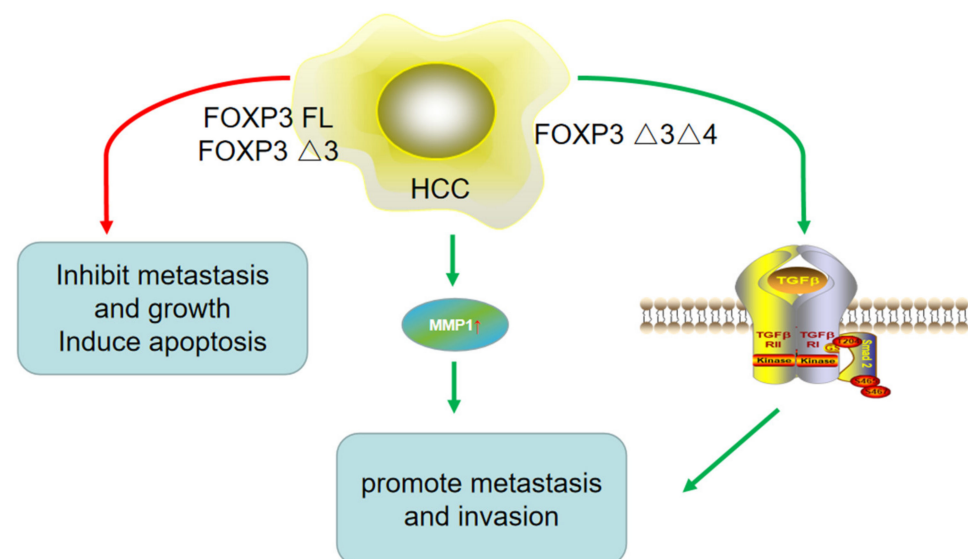 FOXP3 FL
FOXP3 △3
FOXP3 △3△4
HCC
Inhibit metastasis
and growth
Induce apoptosis
MMP1↑
TGFβ
TGFβ TGFβ
RII RI
Kinase Kinase
Smad 2
promote metastasis
and invasion